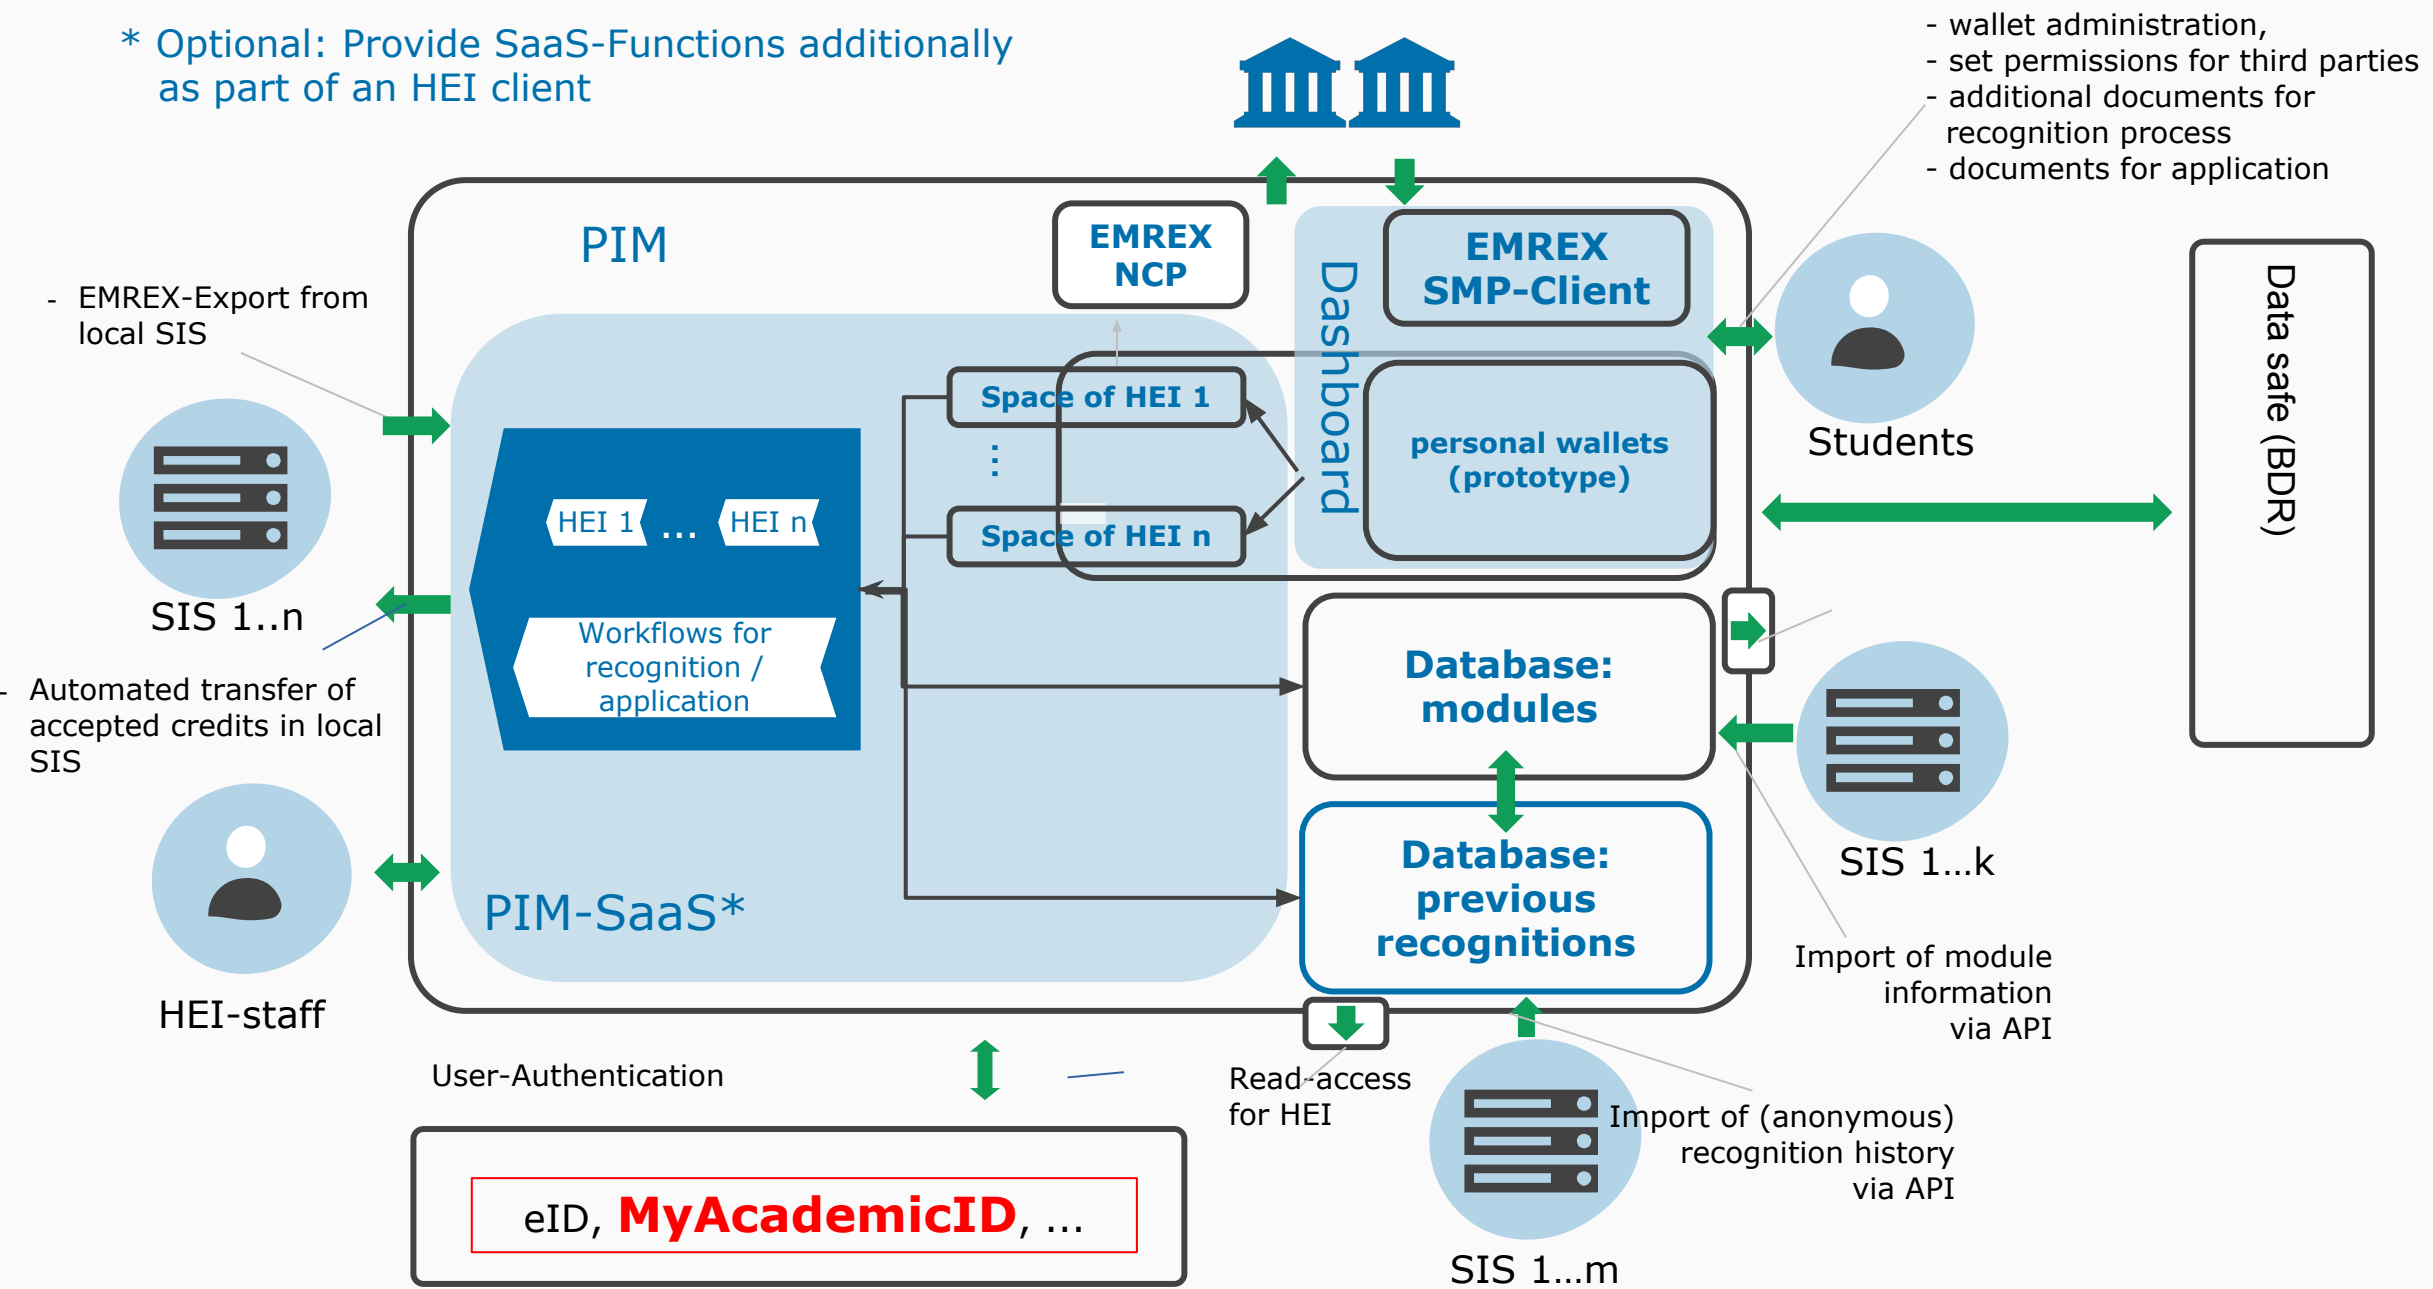 * Optional: Provide SaaS-Functions additionally
as part of an HEI client
- wallet administration,
- set permissions for third parties
- additional documents for
recognition process
- documents for application
PIM
EMREX
NCP
EMREX
SMP-Client
Dashboard
- EMREX-Export from
local SIS
Space of HEI 1
⋮
Space of HEI n
personal wallets
(prototype)
Students
Data safe (BDR)
HEI 1 ... HEI n
SIS 1..n
Workflows for
recognition /
application
Database:
modules
- Automated transfer of
accepted credits in local
SIS
Database:
previous
recognitions
SIS 1...k
PIM-SaaS*
HEI-staff
Import of module
information
via API
User-Authentication
Read-access
for HEI
Import of (anonymous)
recognition history
via API
eID, MyAcademicID, ...
SIS 1...m